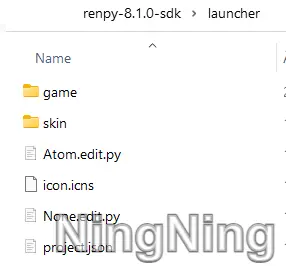 renpy-8.1.0-sdk > launcher
Name
game
skin
Atom.edit.py
icon.icns
None.edit.py
project.json
NingNing